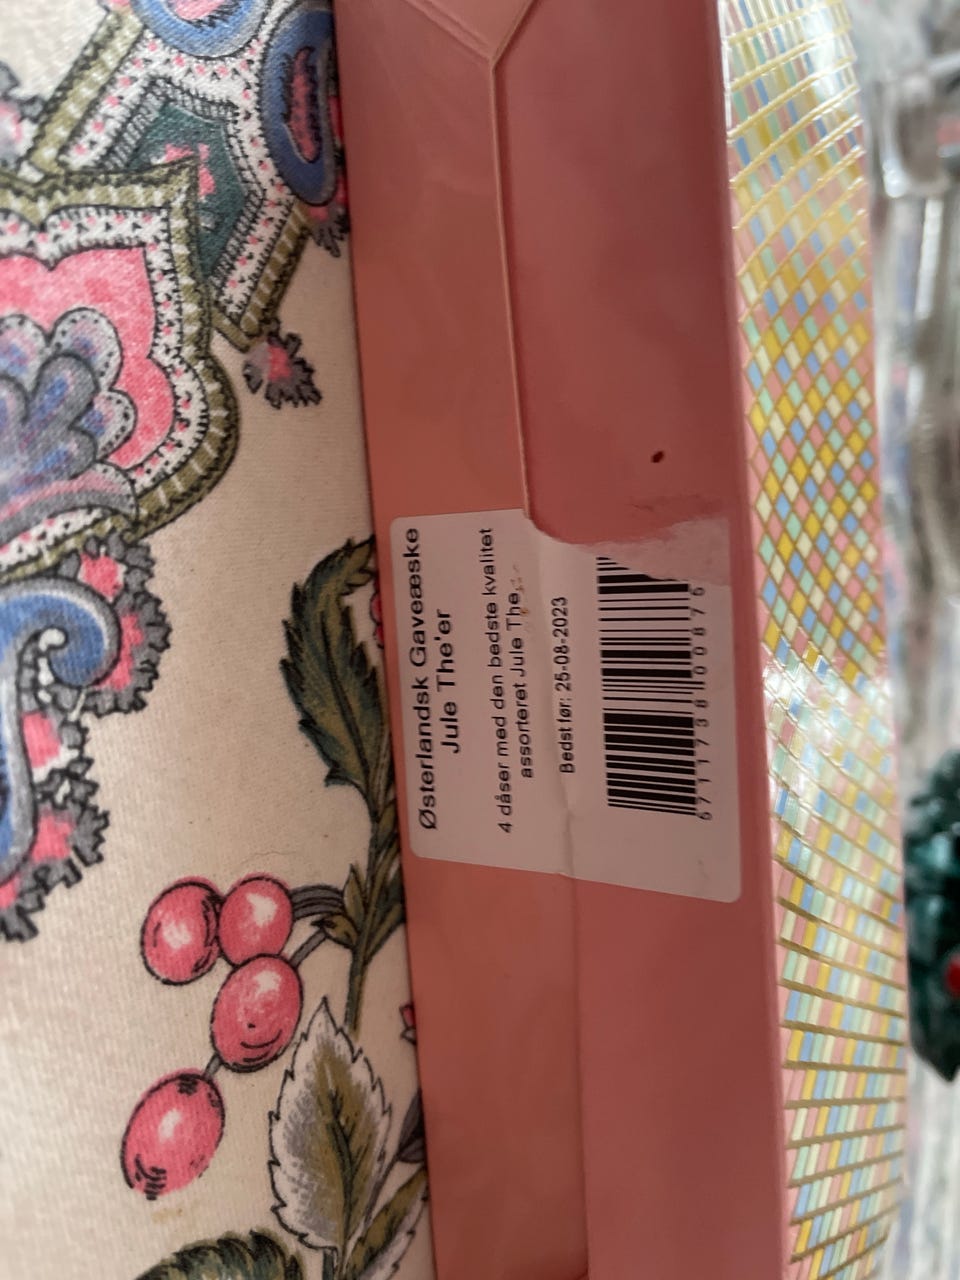 Østerlandsk Gaveæske
Jule The'er
4 dåser med den bedste kvalitet
assorteret Jule The
Bedst før: 25-08-2023
5711738100876